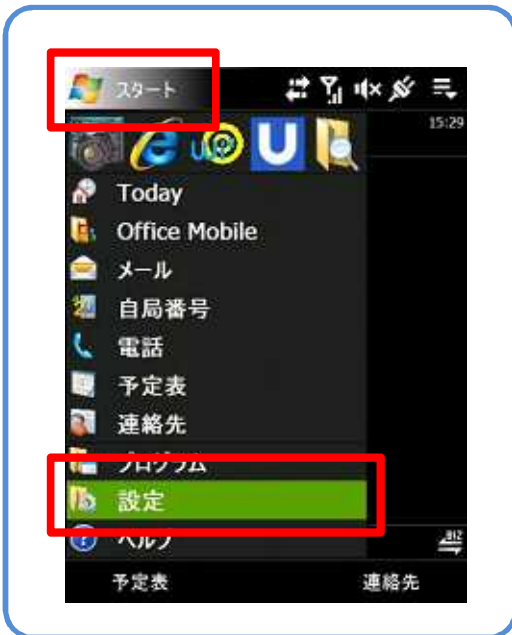 スタート
15:29
Today
Office Mobile
メール
自局番号
電話
予定表
連絡先
プログラム
設定
ヘルプ
予定表 連絡先